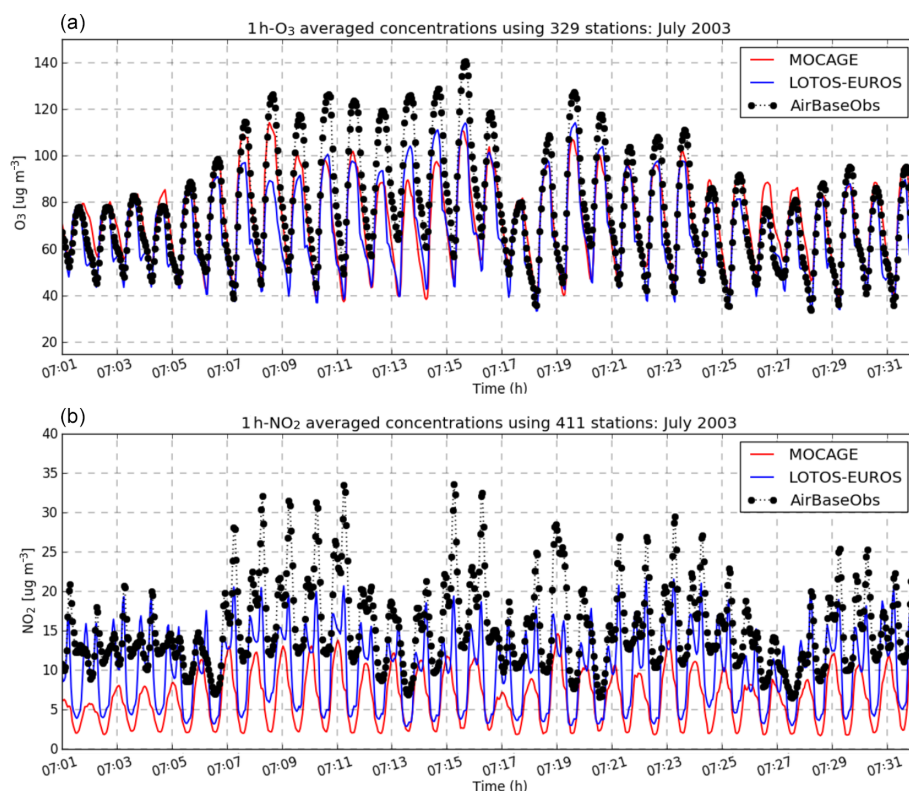 (a)
1h-O₃ averaged concentrations using 329 stations: July 2003
MOCAGE
LOTOS-EUROS
AirBaseObs
O₃ [ug m⁻³]
140
120
100
80
60
40
20
07:01 07:03 07:05 07:07 07:09 07:11 07:13 07:15 07:17 07:19 07:21 07:23 07:25 07:27 07:29 07:31
Time (h)
(b)
1h-NO₂ averaged concentrations using 411 stations: July 2003
MOCAGE
LOTOS-EUROS
AirBaseObs
NO₂ [ug m⁻³]
40
35
30
25
20
15
10
5
0
07:01 07:03 07:05 07:07 07:09 07:11 07:13 07:15 07:17 07:19 07:21 07:23 07:25 07:27 07:29 07:31
Time (h)